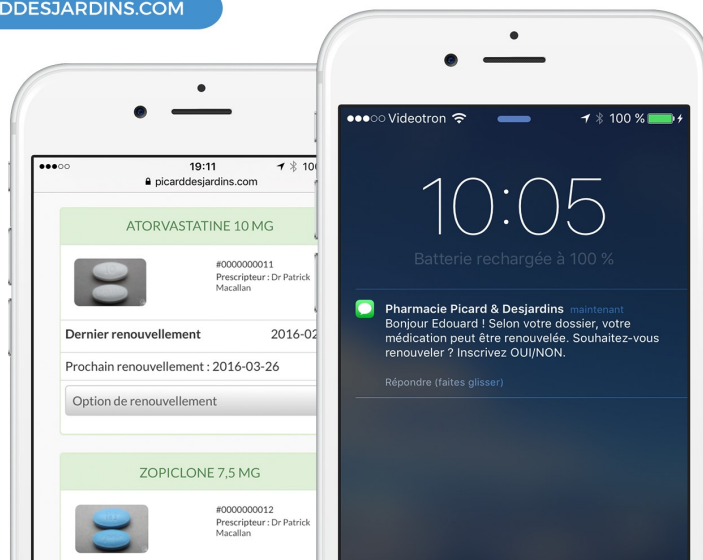 DDESJARDINS.COM
19:11
picarddesjardins.com
ATORVASTATINE 10 MG
#0000000011
Prescripteur : Dr Patrick
Macallan
Dernier renouvellement 2016-02
Prochain renouvellement : 2016-03-26
Option de renouvellement
ZOPICLONE 7,5 MG
#0000000012
Prescripteur : Dr Patrick
Macallan
Videotron 100 %
10:05
Batterie rechargée à 100 %
Pharmacie Picard & Desjardins maintenant
Bonjour Edouard ! Selon votre dossier, votre
médication peut être renouvelée. Souhaitez-vous
renouveler ? Inscrivez OUI/NON.
Répondre (faites glisser)